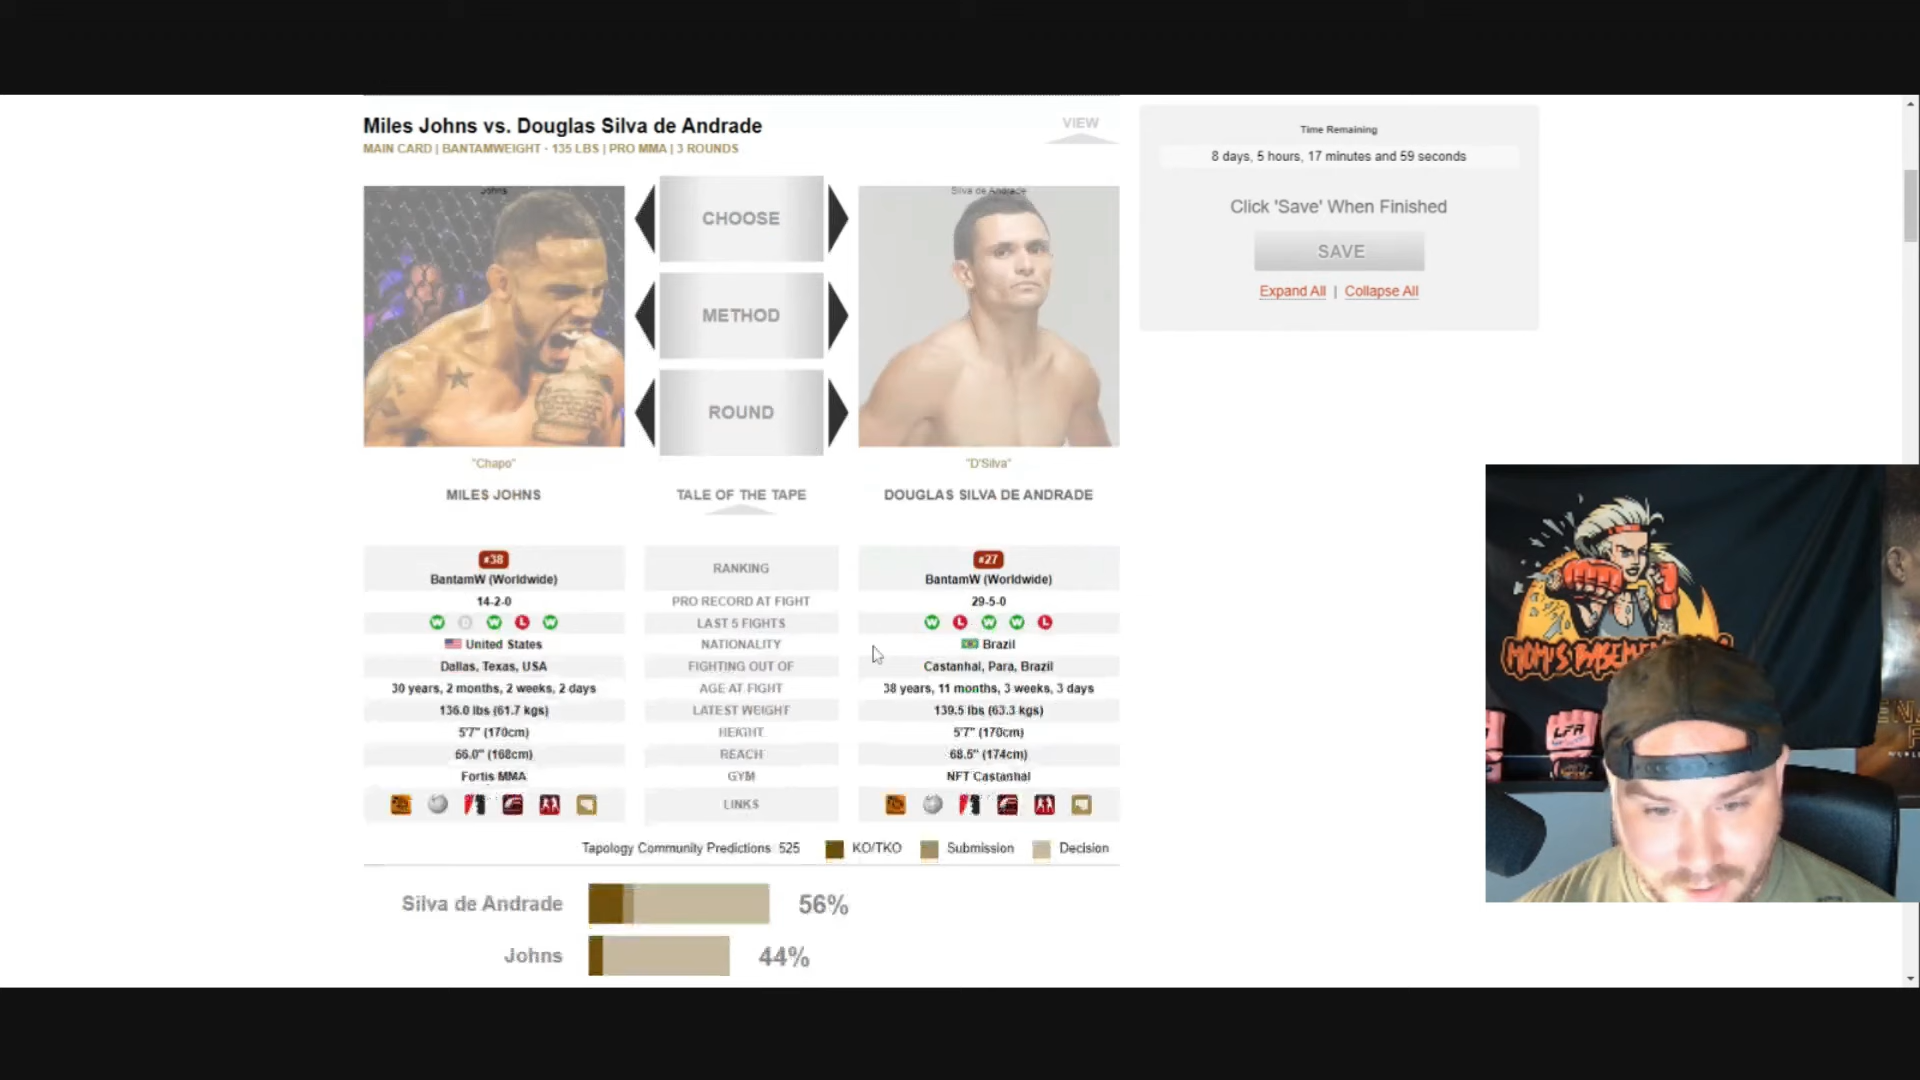 Miles Johns vs. Douglas Silva de Andrade
MAIN CARD | BANTAMWEIGHT · 135 LBS | PRO MMA | 3 ROUNDS
VIEW
Time Remaining
8 days, 5 hours, 17 minutes and 59 seconds
Click 'Save' When Finished
SAVE
Expand All | Collapse All
Johns
CHOOSE
Silva de Andrade
METHOD
ROUND
"Chapo"
"D'Silva"
MILES JOHNS
TALE OF THE TAPE
DOUGLAS SILVA DE ANDRADE
#38
BantamW (Worldwide)
RANKING
#27
BantamW (Worldwide)
14-2-0
PRO RECORD AT FIGHT
29-5-0
W D W L W
LAST 5 FIGHTS
W L W W L
United States
NATIONALITY
Brazil
Dallas, Texas, USA
FIGHTING OUT OF
Castanhal, Para, Brazil
30 years, 2 months, 2 weeks, 2 days
AGE AT FIGHT
38 years, 11 months, 3 weeks, 3 days
136.0 lbs (61.7 kgs)
LATEST WEIGHT
139.5 lbs (63.3 kgs)
5'7" (170cm)
HEIGHT
5'7" (170cm)
66.0" (168cm)
REACH
68.5" (174cm)
Fortis MMA
GYM
NFT Castanhal
LINKS
Tapology Community Predictions 525
KO/TKO
Submission
Decision
Silva de Andrade
56%
Johns
44%
MOM'S
LFA